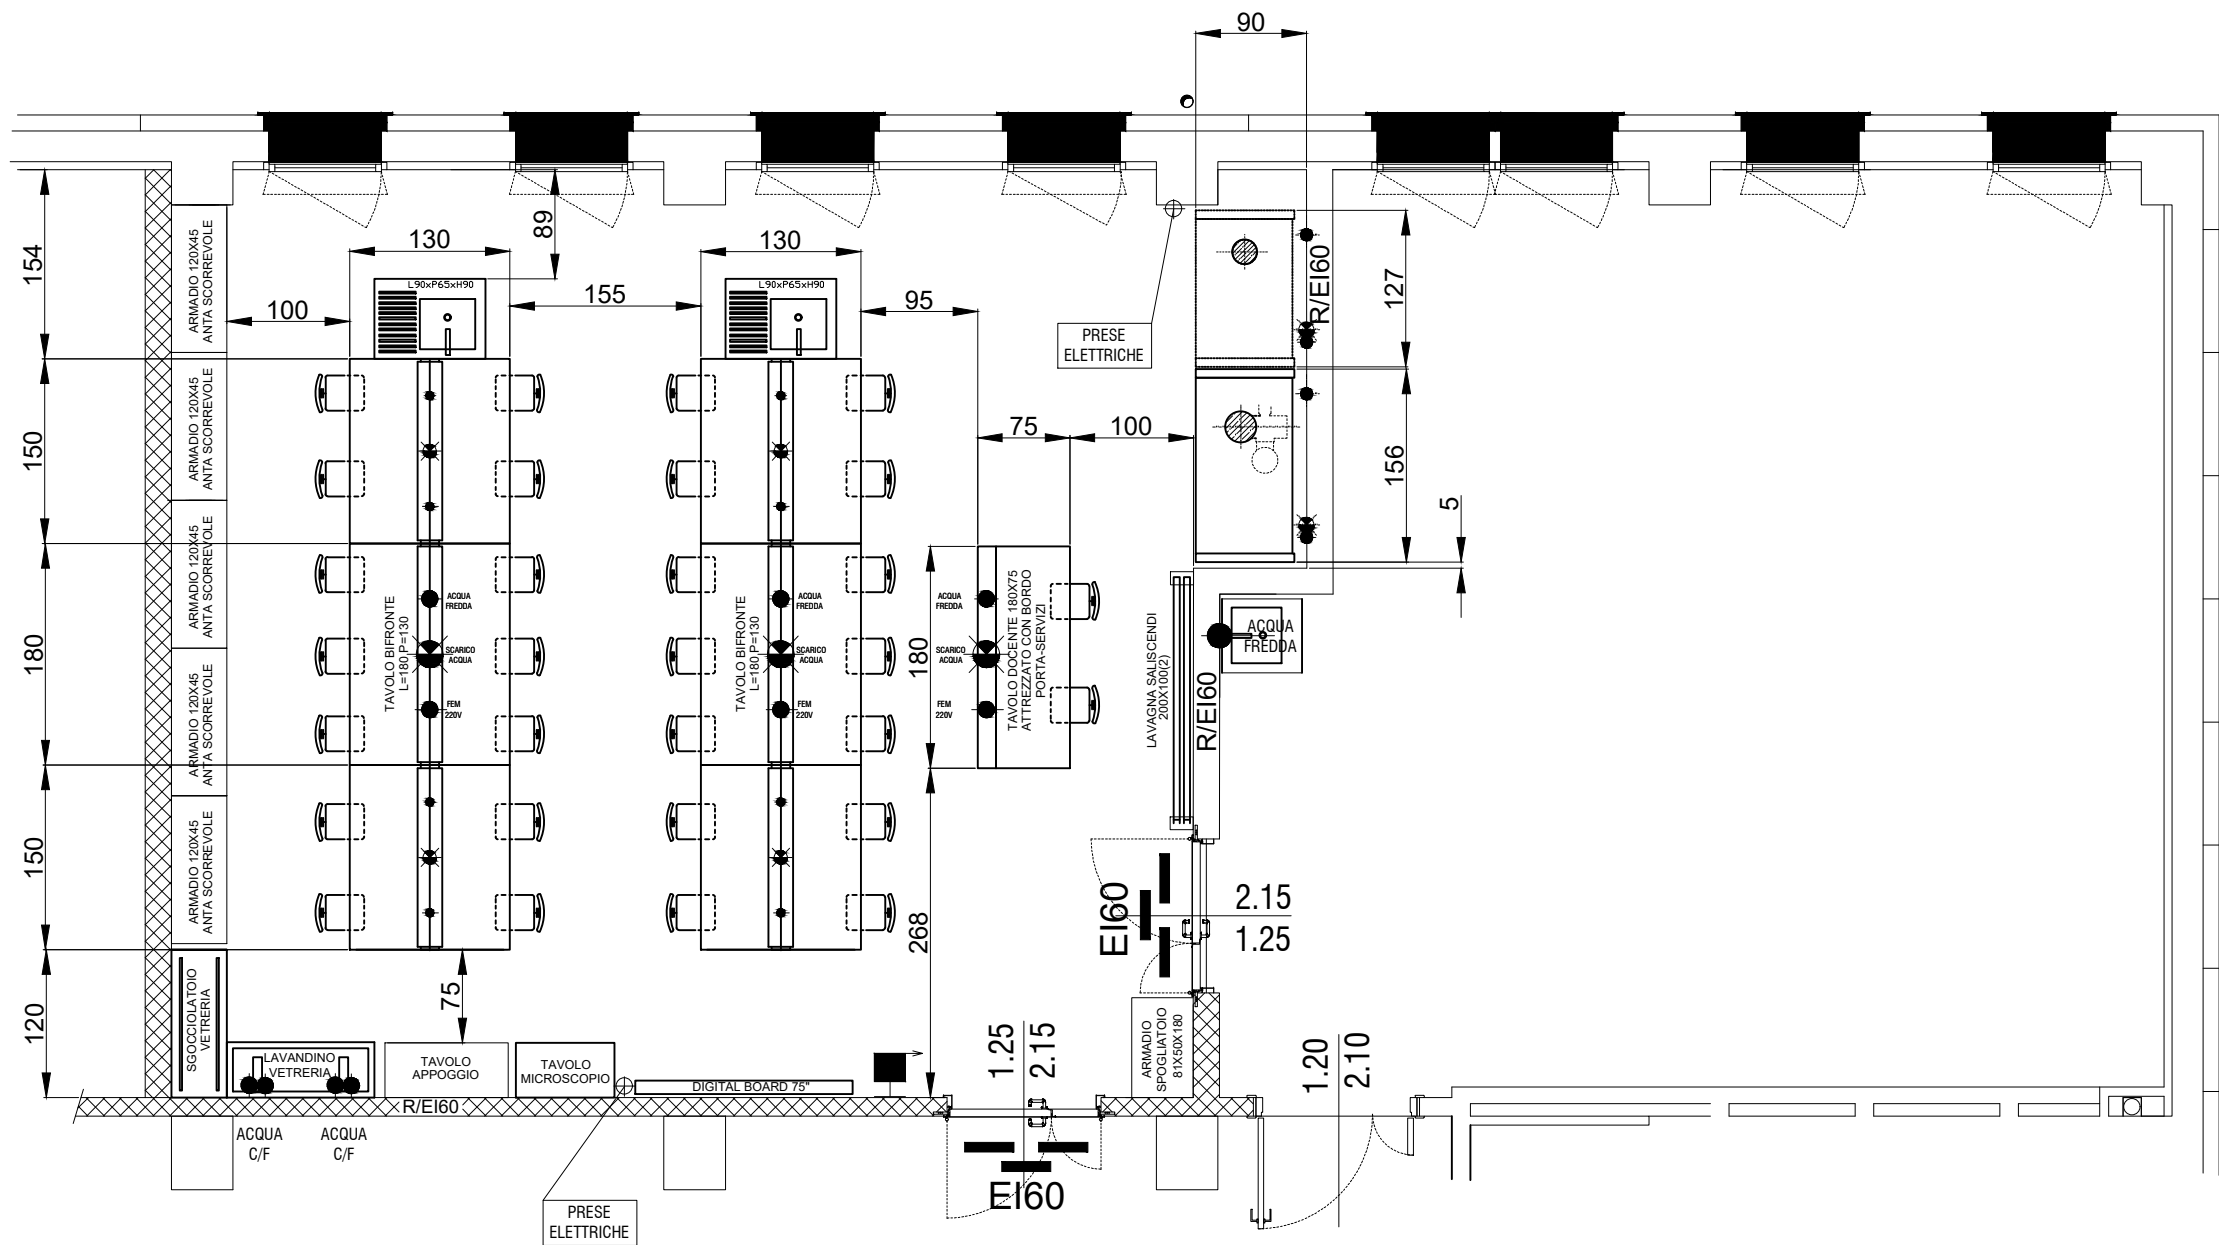 90
154
150
180
150
120
ARMADIO 120X45
ANTA SCORREVOLE
ARMADIO 120X45
ANTA SCORREVOLE
ARMADIO 120X45
ANTA SCORREVOLE
ARMADIO 120X45
ANTA SCORREVOLE
ARMADIO 120X45
ANTA SCORREVOLE
SGOCCIOLATOIO
VETRERIA
100
130
L90xP65xH90
89
155
130
L90xP65xH90
95
PRESE
ELETTRICHE
75
100
R/EI60
127
156
5
TAVOLO BIFRONTE
L=180 P=130
ACQUA
FREDDA
SCARICO
ACQUA
FEM
220V
TAVOLO BIFRONTE
L=180 P=130
ACQUA
FREDDA
SCARICO
ACQUA
FEM
220V
ACQUA
FREDDA
SCARICO
ACQUA
FEM
220V
180
TAVOLO DOCENTE 180X75
ATTREZZATO CON BORDO
PORTA-SERVIZI
LAVAGNA SALISCENDI
200X100(2)
R/EI60
ACQUA
FREDDA
268
EI60
2.15
1.25
75
LAVANDINO
VETRERIA
TAVOLO
APPOGGIO
TAVOLO
MICROSCOPIO
DIGITAL BOARD 75"
1.25
2.15
ARMADIO
SPOGLIATOIO
81X50X180
1.20
2.10
R/EI60
ACQUA
C/F
ACQUA
C/F
EI60
PRESE
ELETTRICHE